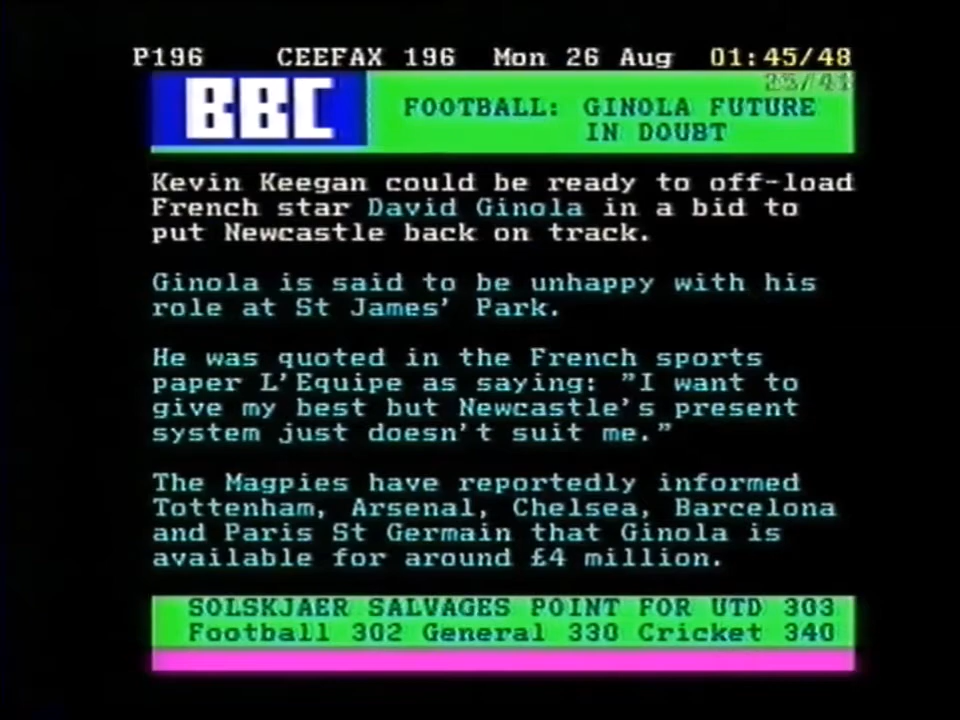 P196 CEEFAX 196 Mon 26 Aug 01:45/48
BBC
FOOTBALL: GINOLA FUTURE
IN DOUBT
Kevin Keegan could be ready to off-load
French star David Ginola in a bid to
put Newcastle back on track.
Ginola is said to be unhappy with his
role at St James' Park.
He was quoted in the French sports
paper L'Equipe as saying: "I want to
give my best but Newcastle's present
system just doesn't suit me."
The Magpies have reportedly informed
Tottenham, Arsenal, Chelsea, Barcelona
and Paris St Germain that Ginola is
available for around £4 million.
SOLSKJAER SALVAGES POINT FOR UTD 303
Football 302 General 330 Cricket 340